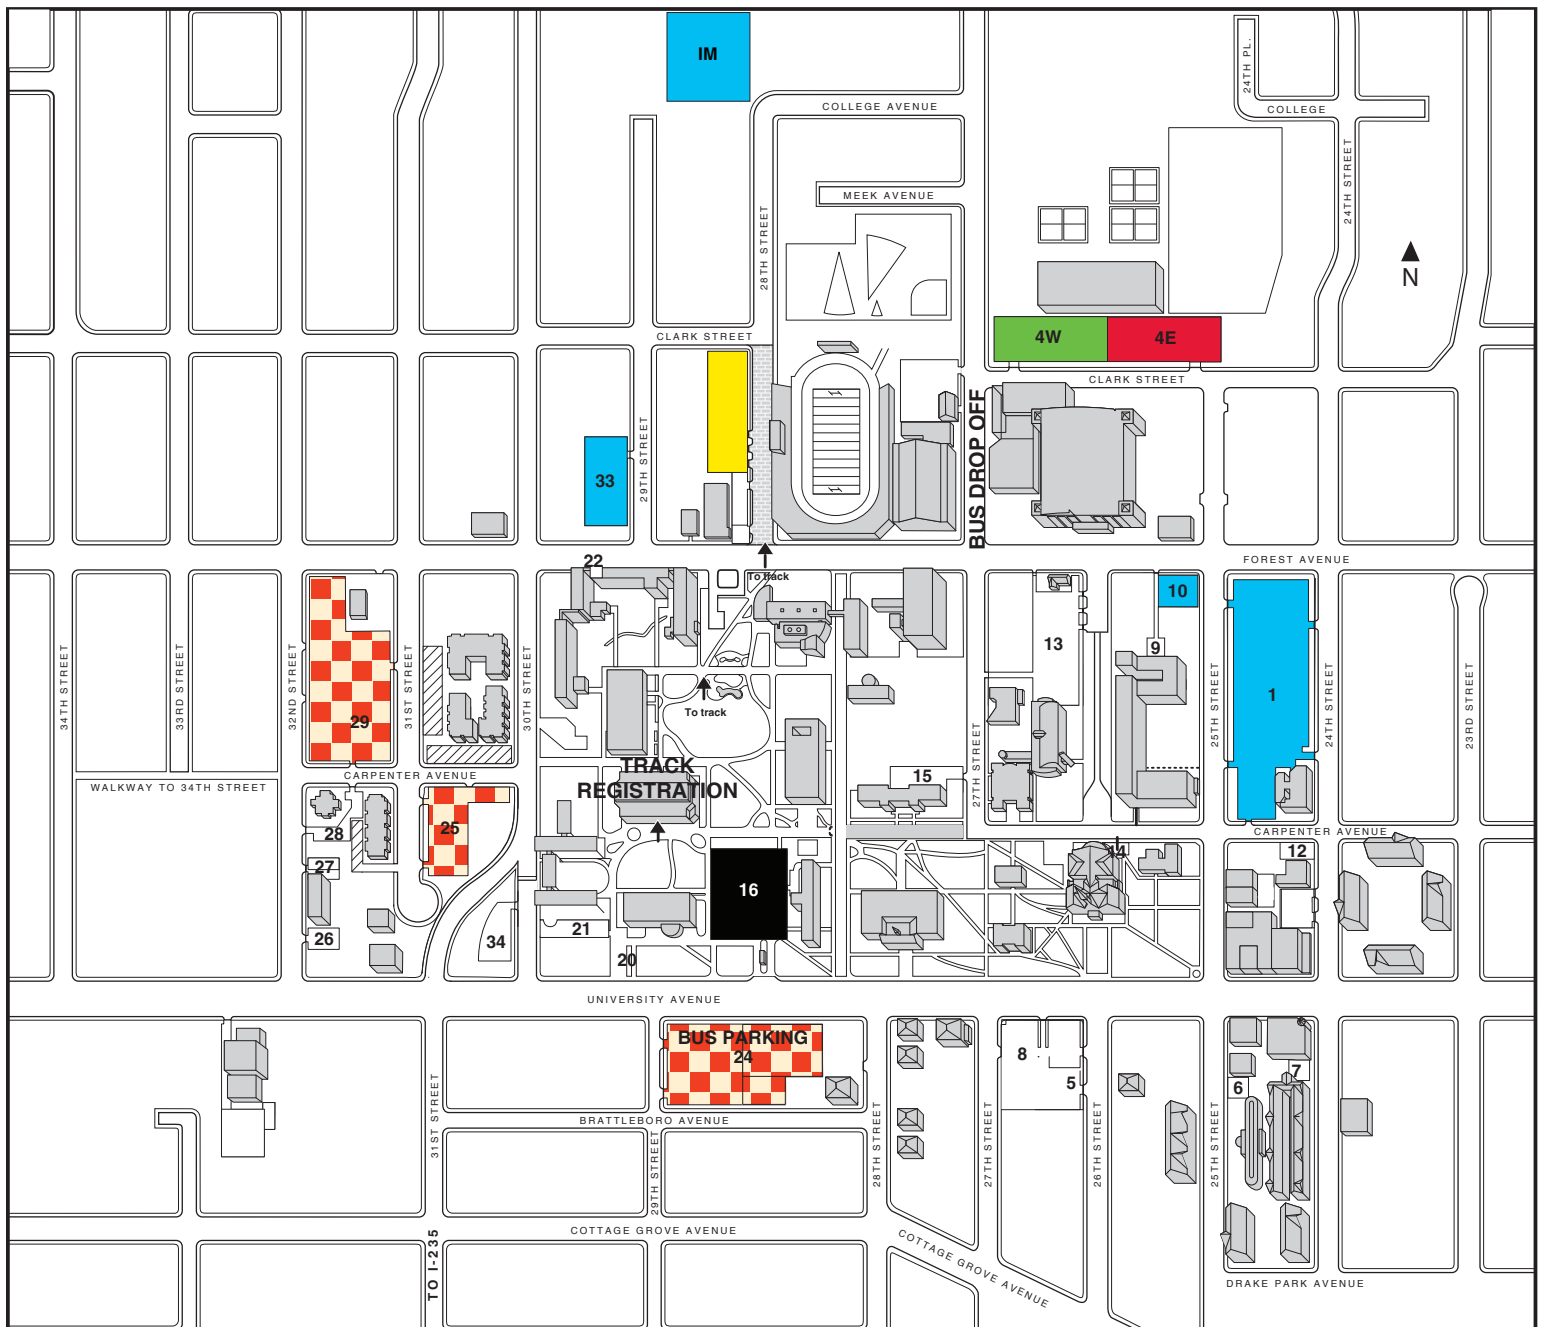 IM
COLLEGE AVENUE
24TH PL.
COLLEGE
MEEK AVENUE
28TH STREET
24TH STREET
N
CLARK STREET
4W
4E
CLARK STREET
BUS DROP OFF
29TH STREET
33
22
To track
FOREST AVENUE
10
13
9
34TH STREET
33RD STREET
32ND STREET
29
31ST STREET
30TH STREET
To track
27TH STREET
25TH STREET
1
24TH STREET
23RD STREET
TRACK
REGISTRATION
CARPENTER AVENUE
WALKWAY TO 34TH STREET
15
28
25
CARPENTER AVENUE
14
12
27
16
26
34
21
20
UNIVERSITY AVENUE
BUS PARKING
24
8
5
7
6
31ST STREET
BRATTLEBORO AVENUE
29TH STREET
28TH STREET
27TH STREET
26TH STREET
25TH STREET
COTTAGE GROVE AVENUE
COTTAGE GROVE AVENUE
TO I-235
DRAKE PARK AVENUE